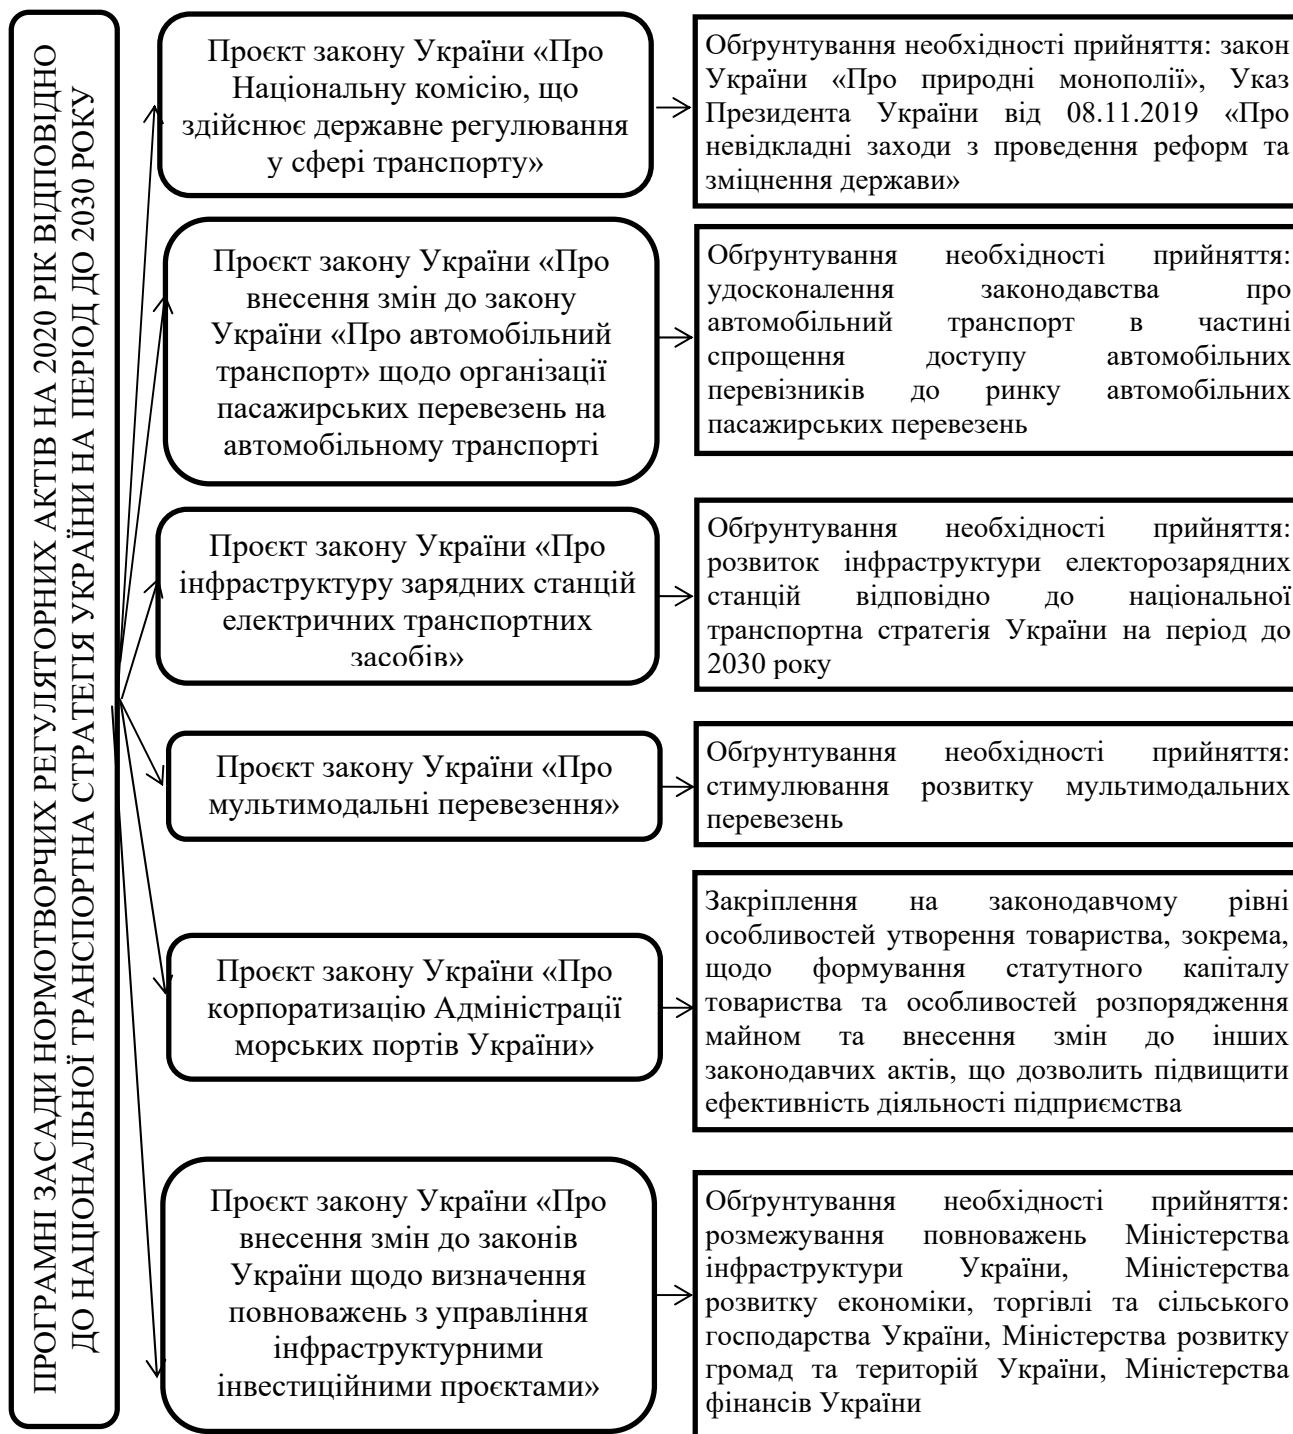 ПРОГРАМНІ ЗАСАДИ НОРМОТВОРЧИХ РЕГУЛЯТОРНИХ АКТІВ НА 2020 РІК ВІДПОВІДНО
ДО НАЦІОНАЛЬНОЇ ТРАНСПОРТНА СТРАТЕГІЯ УКРАЇНИ НА ПЕРІОД ДО 2030 РОКУ
Проєкт закону України «Про
Національну комісію, що
здійснює державне регулювання
у сфері транспорту»
Обґрунтування необхідності прийняття: закон
України «Про природні монополії», Указ
Президента України від 08.11.2019 «Про
невідкладні заходи з проведення реформ та
зміцнення держави»
Проєкт закону України «Про
внесення змін до закону
України «Про автомобільний
транспорт» щодо організації
пасажирських перевезень на
автомобільному транспорті
Обґрунтування необхідності прийняття:
удосконалення законодавства про
автомобільний транспорт в частині
спрощення доступу автомобільних
перевізників до ринку автомобільних
пасажирських перевезень
Проєкт закону України «Про
інфраструктуру зарядних станцій
електричних транспортних
засобів»
Обґрунтування необхідності прийняття:
розвиток інфраструктури електорозарядних
станцій відповідно до національної
транспортна стратегія України на період до
2030 року
Проєкт закону України «Про
мультимодальні перевезення»
Обґрунтування необхідності прийняття:
стимулювання розвитку мультимодальних
перевезень
Проєкт закону України «Про
корпоратизацію Адміністрації
морських портів України»
Закріплення на законодавчому рівні
особливостей утворення товариства, зокрема,
щодо формування статутного капіталу
товариства та особливостей розпорядження
майном та внесення змін до інших
законодавчих актів, що дозволить підвищити
ефективність діяльності підприємства
Проєкт закону України «Про
внесення змін до законів
України щодо визначення
повноважень з управління
інфраструктурними
інвестиційними проєктами»
Обґрунтування необхідності прийняття:
розмежування повноважень Міністерства
інфраструктури України, Міністерства
розвитку економіки, торгівлі та сільського
господарства України, Міністерства розвитку
громад та територій України, Міністерства
фінансів України